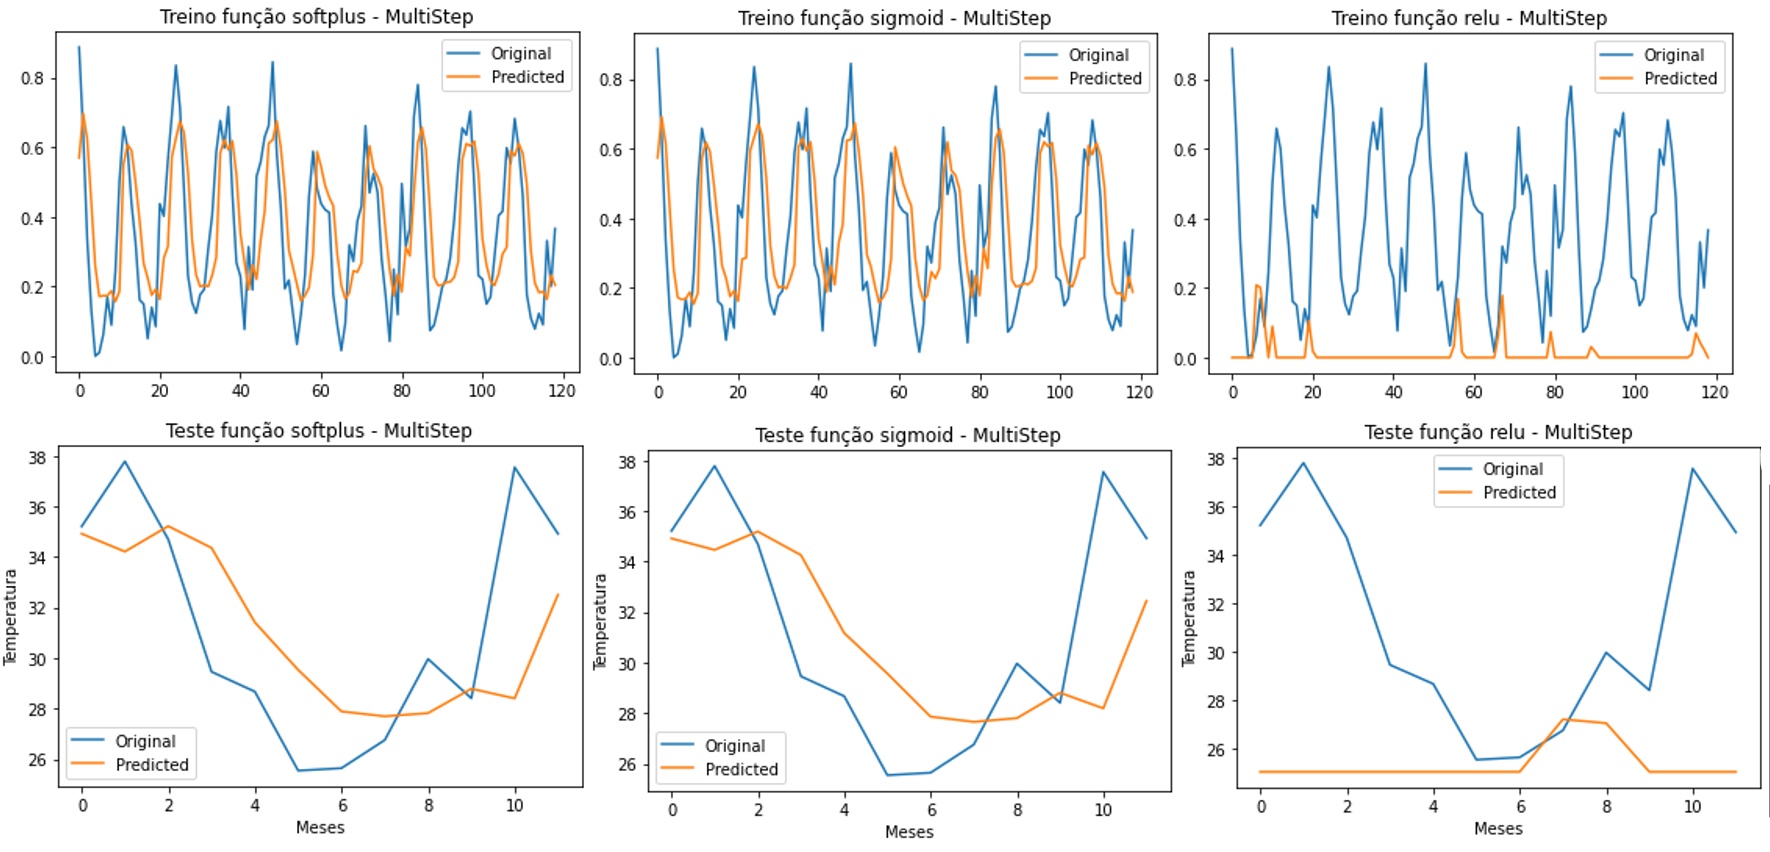 Treino função softplus - MultiStep
Original
Predicted
0.8
0.6
0.4
0.2
0.0
0 20 40 60 80 100 120
Treino função sigmoid - MultiStep
Original
Predicted
0.8
0.6
0.4
0.2
0.0
0 20 40 60 80 100 120
Treino função relu - MultiStep
Original
Predicted
0.8
0.6
0.4
0.2
0.0
0 20 40 60 80 100 120
Teste função softplus - MultiStep
Temperatura
38
36
34
32
30
28
26
Original
Predicted
0 2 4 6 8 10
Meses
Teste função sigmoid - MultiStep
Temperatura
38
36
34
32
30
28
26
Original
Predicted
0 2 4 6 8 10
Meses
Teste função relu - MultiStep
Original
Predicted
Temperatura
38
36
34
32
30
28
26
0 2 4 6 8 10
Meses